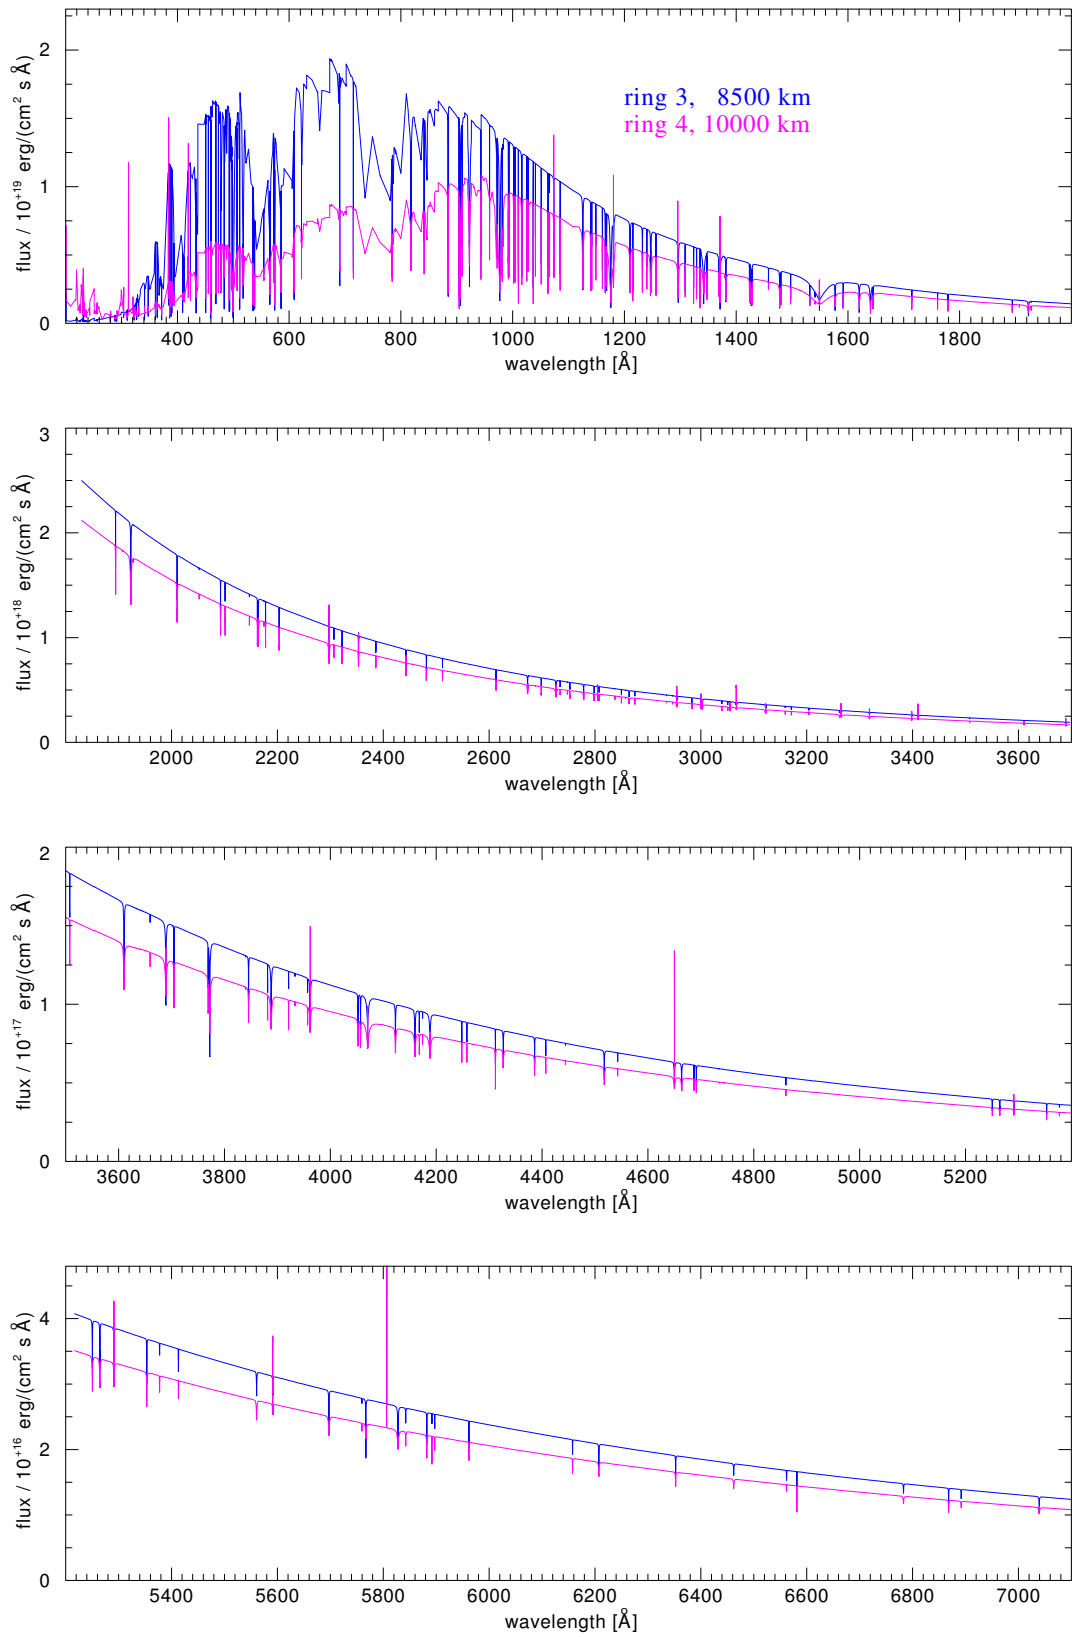 2
1
0
flux / 10⁺¹⁹ erg/(cm² s Å)
ring 3, 8500 km
ring 4, 10000 km
400 600 800 1000 1200 1400 1600 1800
wavelength [Å]
3
2
1
0
flux / 10⁺¹⁸ erg/(cm² s Å)
2000 2200 2400 2600 2800 3000 3200 3400 3600
wavelength [Å]
2
1
0
flux / 10⁺¹⁷ erg/(cm² s Å)
3600 3800 4000 4200 4400 4600 4800 5000 5200
wavelength [Å]
4
2
0
flux / 10⁺¹⁶ erg/(cm² s Å)
5400 5600 5800 6000 6200 6400 6600 6800 7000
wavelength [Å]